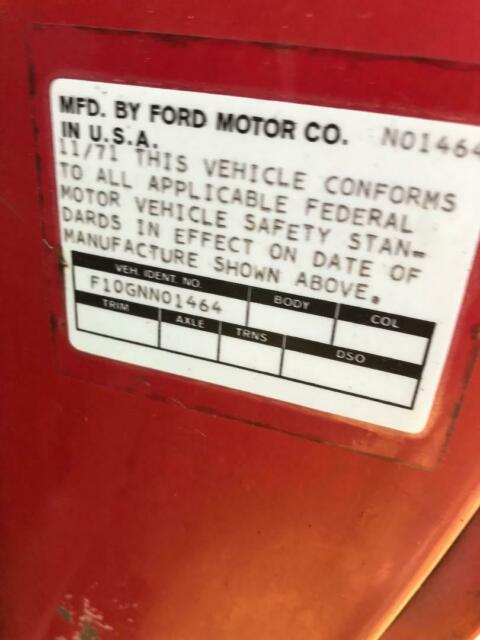 MFD. BY FORD MOTOR CO. N01464
IN U.S.A.
11/71 THIS VEHICLE CONFORMS
TO ALL APPLICABLE FEDERAL
MOTOR VEHICLE SAFETY STAN-
DARDS IN EFFECT ON DATE OF
MANUFACTURE SHOWN ABOVE.
VEH. IDENT. NO. BODY COL
F10GNN01464
TRIM AXLE TRNS DSO